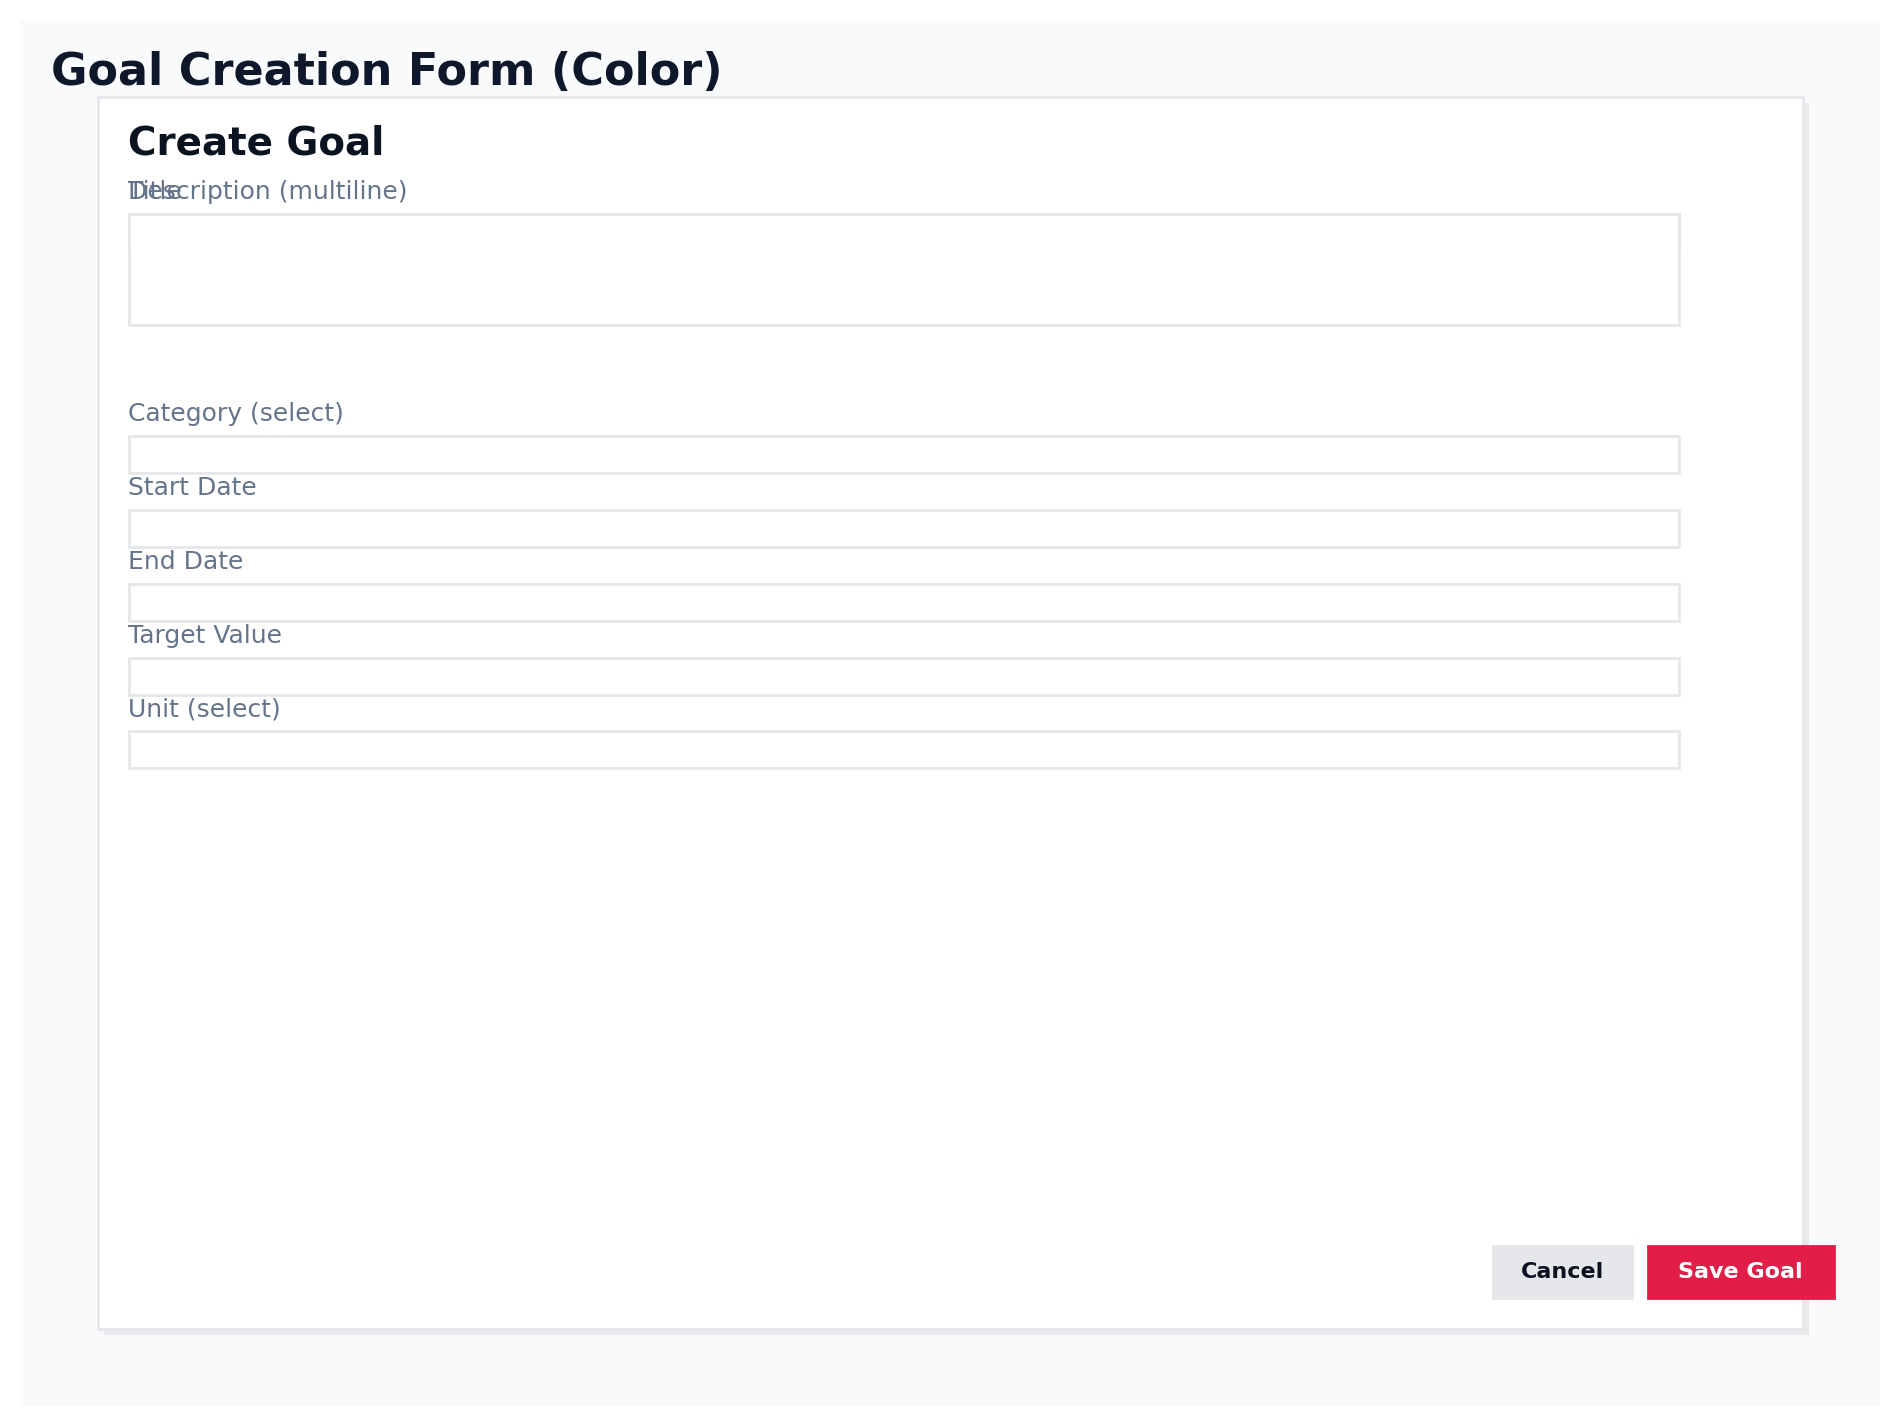 Goal Creation Form (Color)
Create Goal
Title
Description (multiline)
Category (select)
Start Date
End Date
Target Value
Unit (select)
Cancel
Save Goal